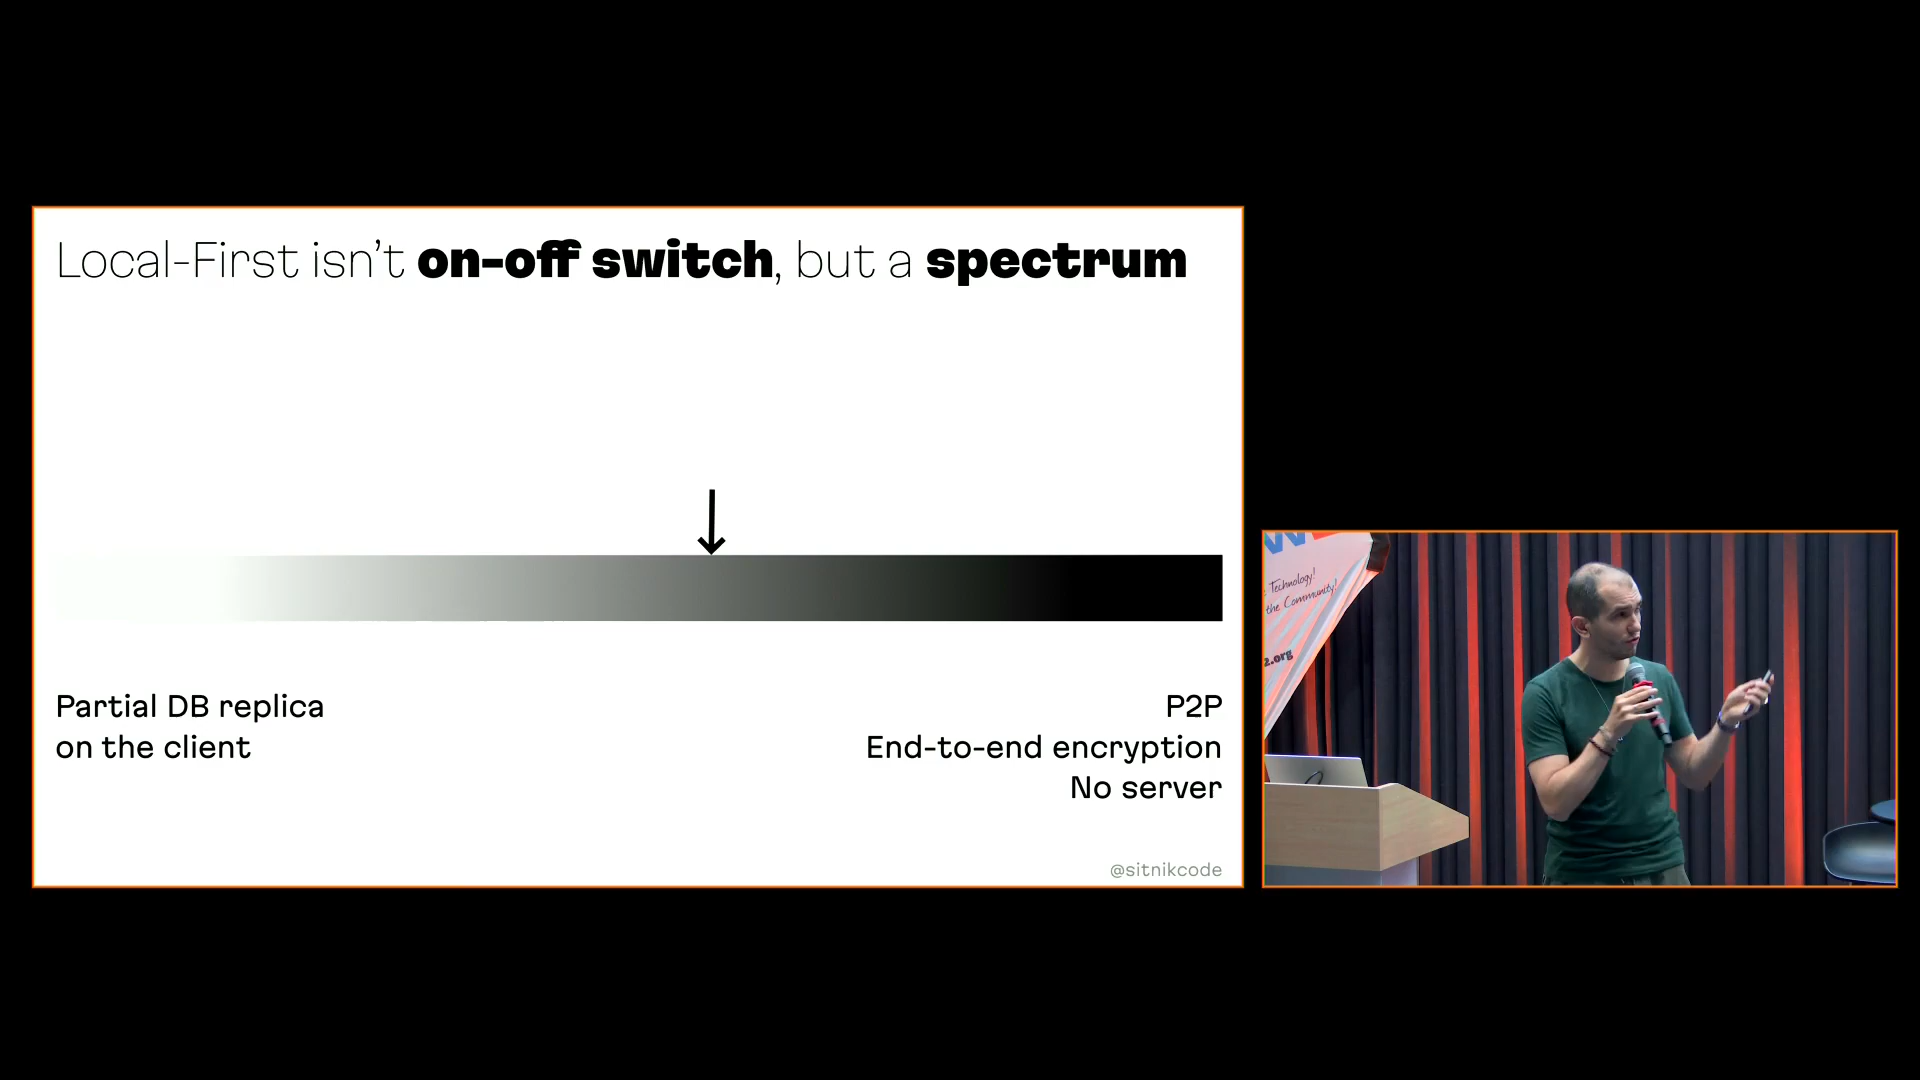 Local-First isn’t on-off switch, but a spectrum
Partial DB replica
on the client
P2P
End-to-end encryption
No server
@sitnikcode
Technology!
the Community!
2.org